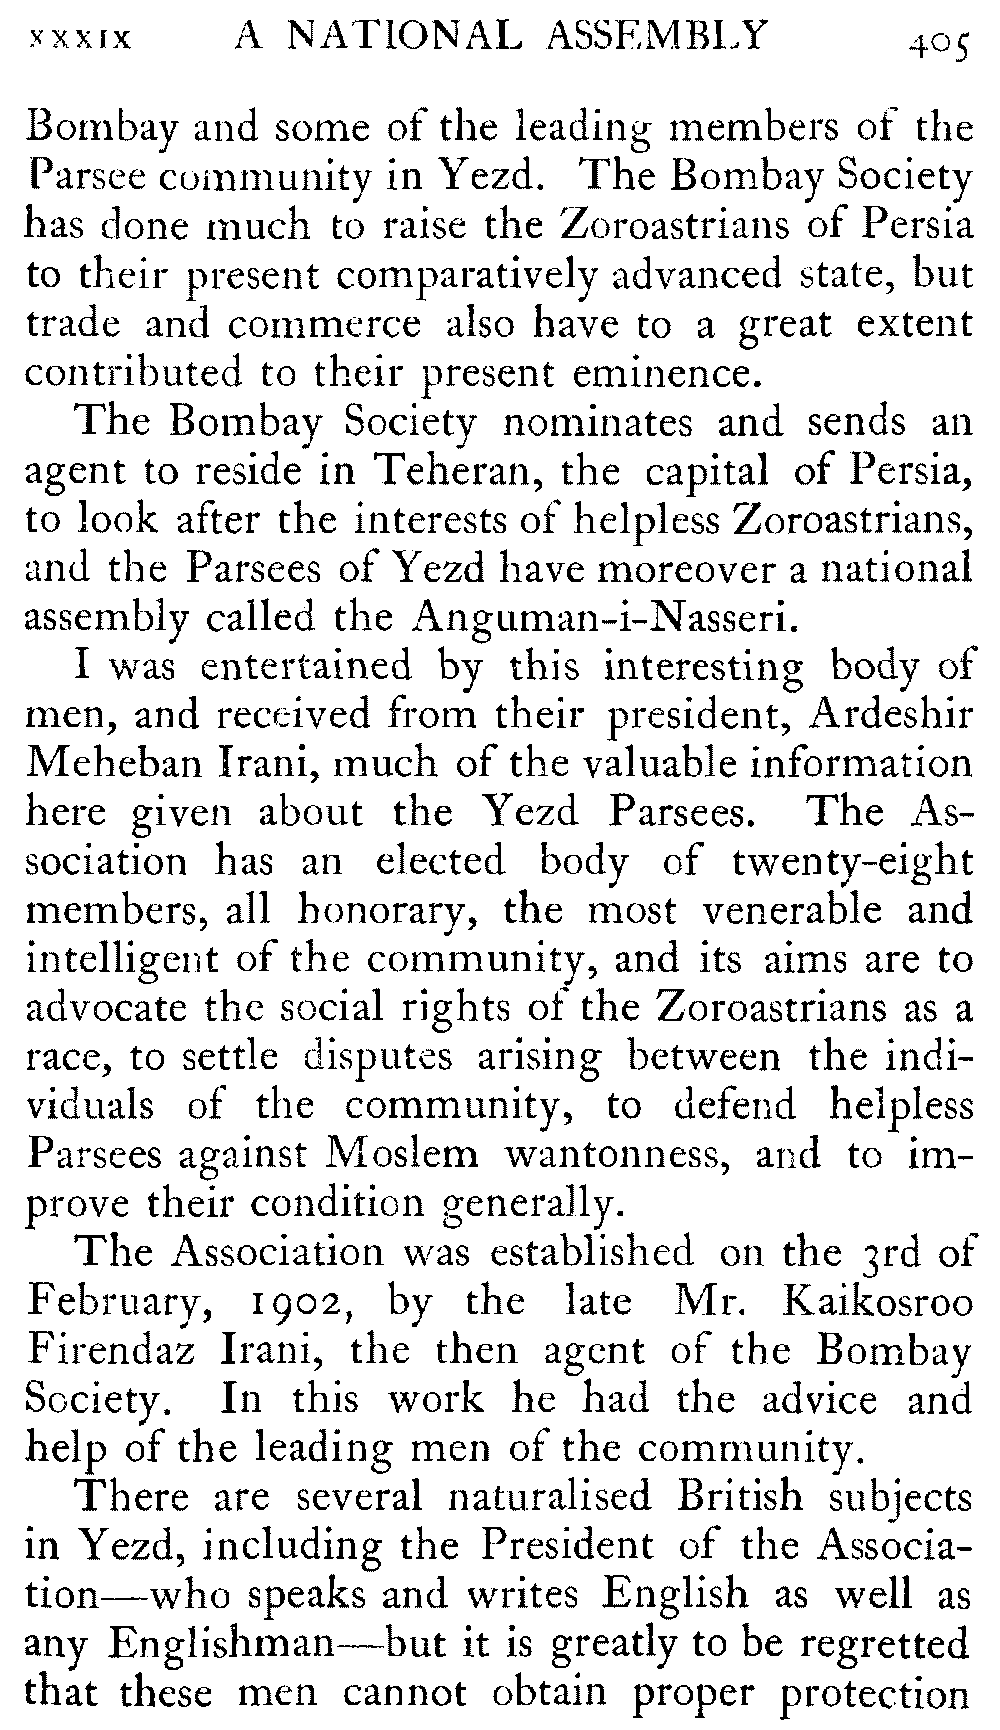 xxxix A NATIONAL ASSEMBLY 405
Bombay and some of the leading members of the
Parsee community in Yezd. The Bombay Society
has done much to raise the Zoroastrians of Persia
to their present comparatively advanced state, but
trade and commerce also have to a great extent
contributed to their present eminence.
The Bombay Society nominates and sends an
agent to reside in Teheran, the capital of Persia,
to look after the interests of helpless Zoroastrians,
and the Parsees of Yezd have moreover a national
assembly called the Anguman-i-Nasseri.
I was entertained by this interesting body of
men, and received from their president, Ardeshir
Meheban Irani, much of the valuable information
here given about the Yezd Parsees. The As-
sociation has an elected body of twenty-eight
members, all honorary, the most venerable and
intelligent of the community, and its aims are to
advocate the social rights of the Zoroastrians as a
race, to settle disputes arising between the indi-
viduals of the community, to defend helpless
Parsees against Moslem wantonness, and to im-
prove their condition generally.
The Association was established on the 3rd of
February, 1902, by the late Mr. Kaikosroo
Firendaz Irani, the then agent of the Bombay
Society. In this work he had the advice and
help of the leading men of the community.
There are several naturalised British subjects
in Yezd, including the President of the Associa-
tion—who speaks and writes English as well as
any Englishman—but it is greatly to be regretted
that these men cannot obtain proper protection